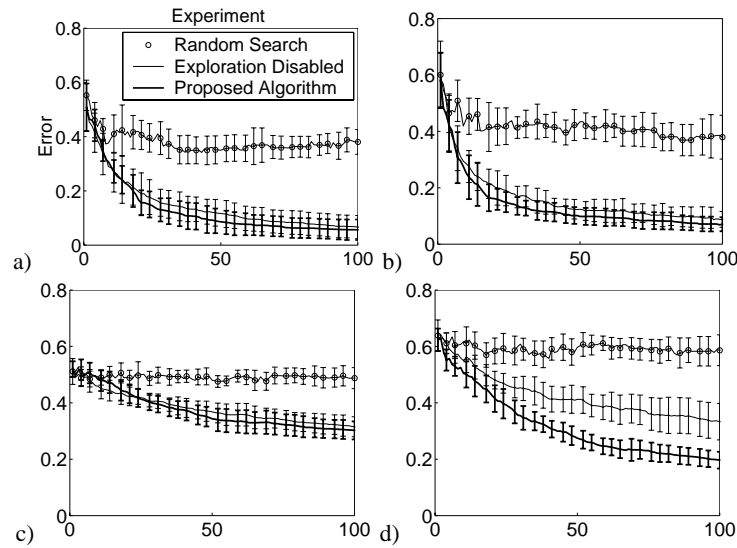 Experiment
Random Search
Exploration Disabled
Proposed Algorithm
Error
0.8
0.6
0.4
0.2
0
0 50 100
a)
0.8
0.6
0.4
0.2
0
0 50 100
b)
0.8
0.6
0.4
0.2
0
0 50 100
c)
0.8
0.6
0.4
0.2
0
0 50 100
d)